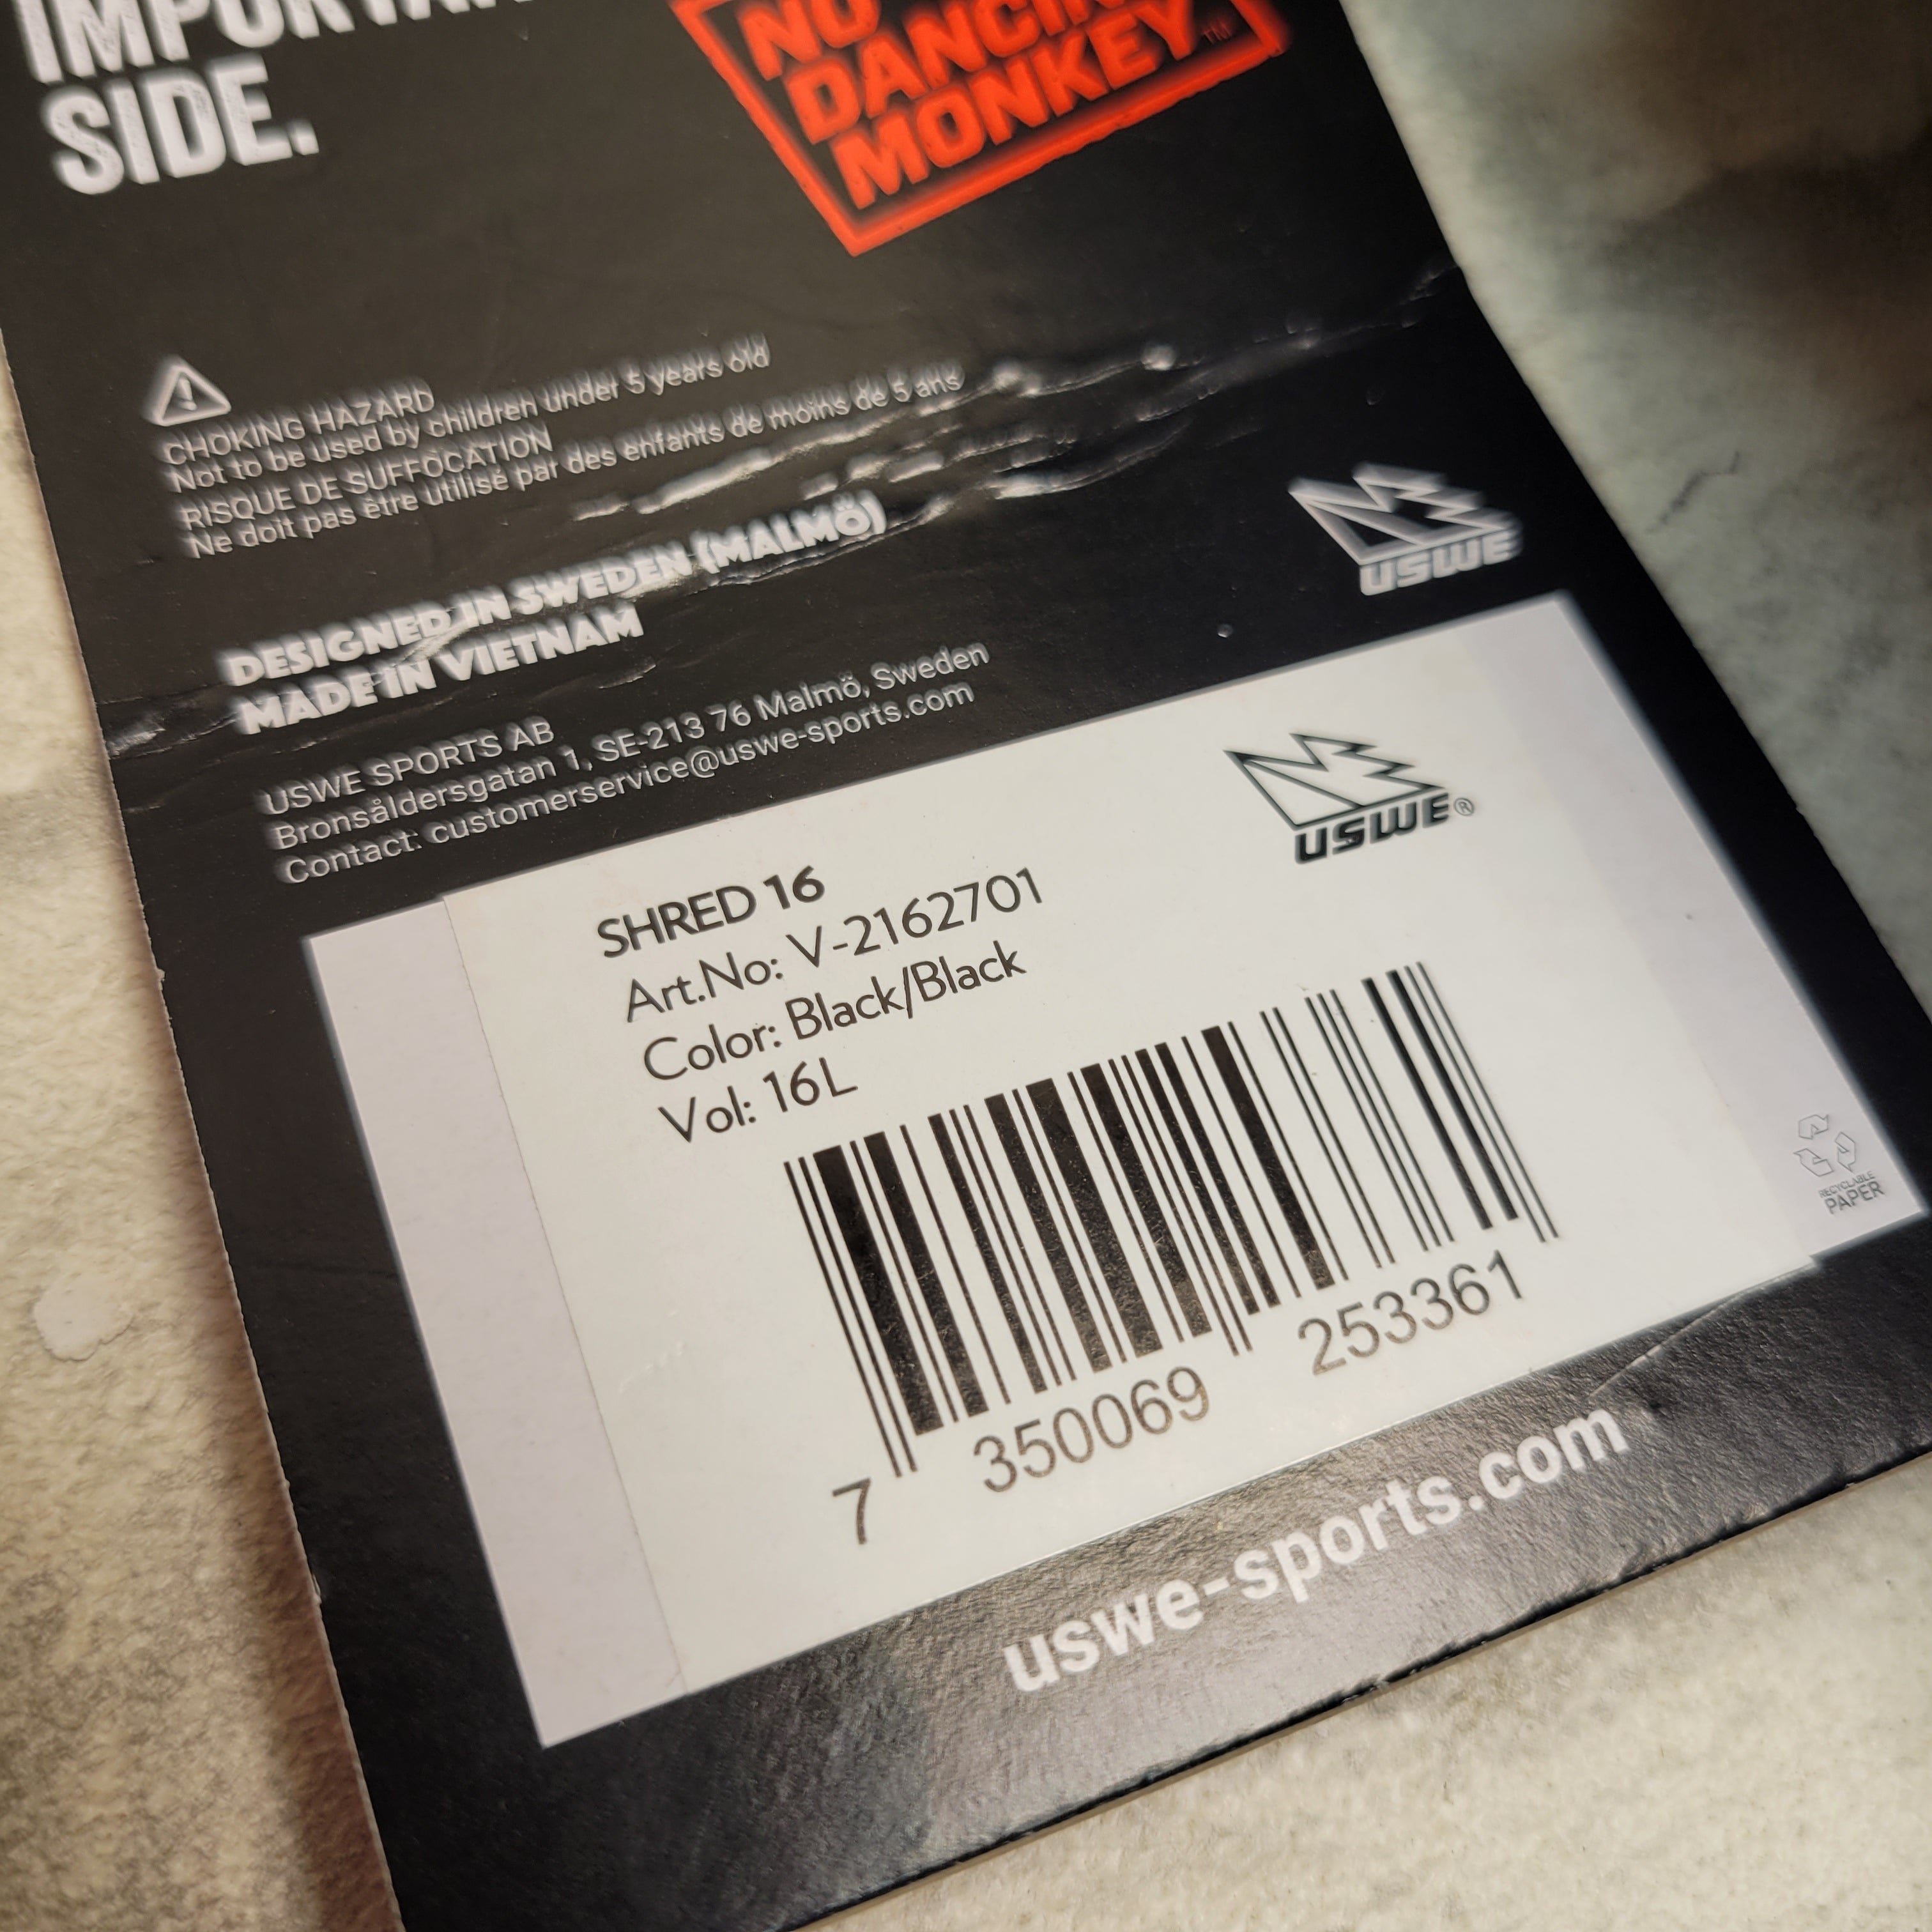 IMPORTANT
SIDE.
NO
DANCING
MONKEY™
CHOKING HAZARD
Not to be used by children under 5 years old
RISQUE DE SUFFOCATION
Ne doit pas être utilisé par des enfants de moins de 5 ans
DESIGNED IN SWEDEN (MALMÖ)
MADE IN VIETNAM
USWE
USWE SPORTS AB
Bronsåldersgatan 1, SE-213 76 Malmö, Sweden
Contact: customerservice@uswe-sports.com
USWE®
SHRED 16
Art.No: V-2162701
Color: Black/Black
Vol: 16L
7 350069 253361
RECYCLABLE
PAPER
uswe-sports.com